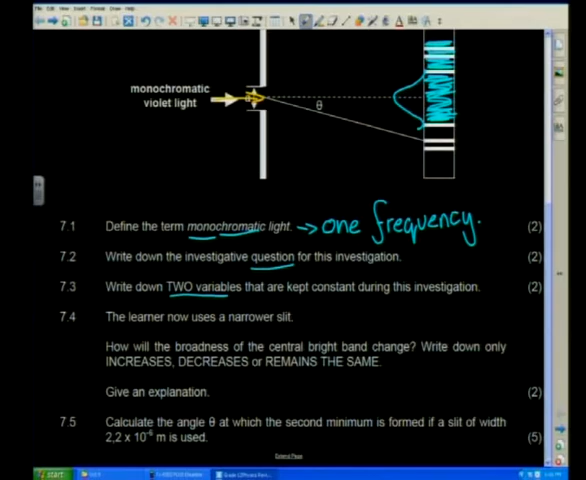 monochromatic
violet light
θ
7.1 Define the term monochromatic light. → one frequency. (2)
7.2 Write down the investigative question for this investigation. (2)
7.3 Write down TWO variables that are kept constant during this investigation. (2)
7.4 The learner now uses a narrower slit.
How will the broadness of the central bright band change? Write down only
INCREASES, DECREASES or REMAINS THE SAME.
Give an explanation. (2)
7.5 Calculate the angle θ at which the second minimum is formed if a slit of width
2,2 x 10⁻⁶ m is used. (5)
Extend Page